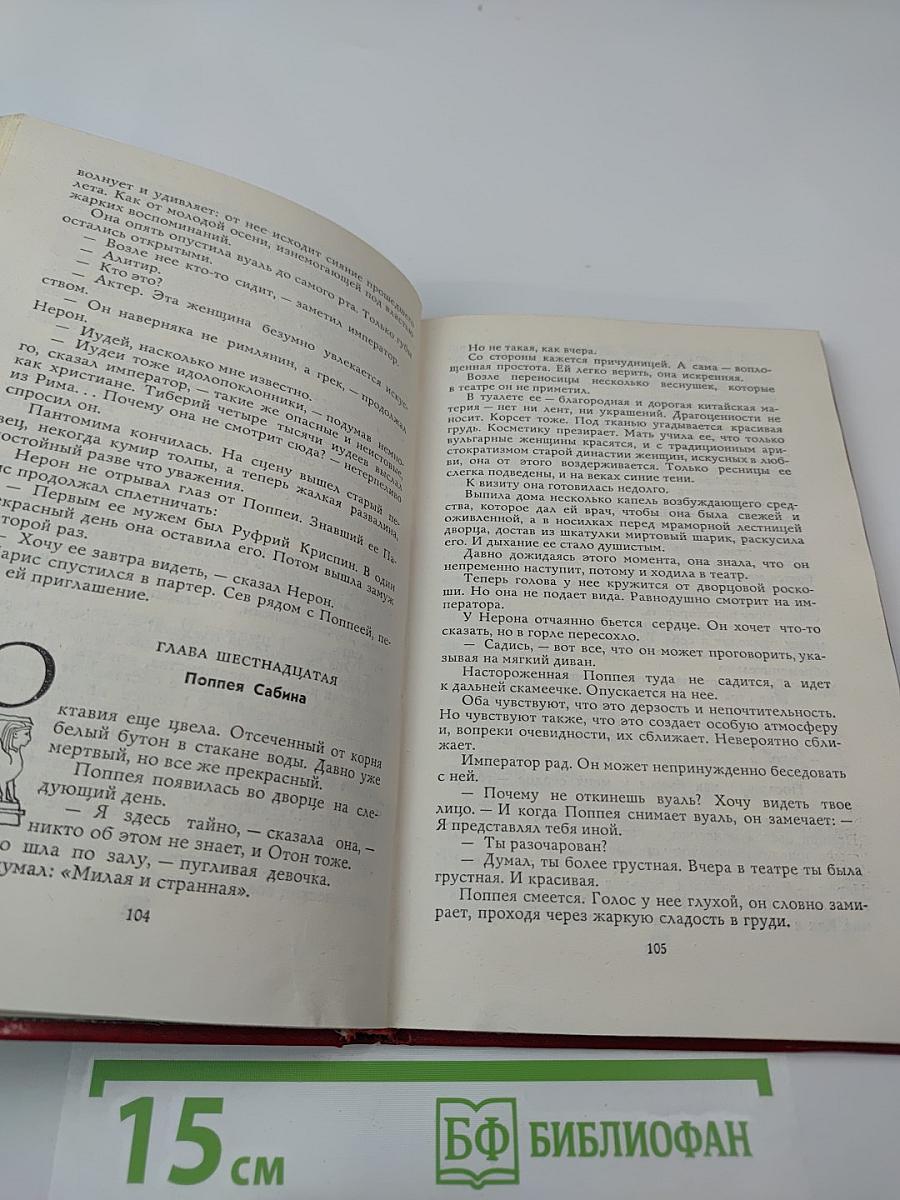 волнует и удивляет: от нее исходит сияние прошедшего
лета. Как от молодой осени, изнемогающей под властью
жарких воспоминаний.
Она опять опустила вуаль до самого рта. Только губы
остались открытыми.
— Возле нее кто-то сидит, — заметил император.
— Алитир.
— Кто это?
— Актер. Эта женщина безумно увлекается искус-
ством.
— Он наверняка не римлянин, а грек, — продолжал
Нерон.
— Иудей, насколько мне известно.
— Иудеи тоже идолопоклонники, — подумав немно-
го, сказал император, — такие же опасные и неистовые
как христиане. Тиберий четыре тысячи иудеев выслал
из Рима... Почему она не смотрит сюда? — нетерпеливо
спросил он.
Пантомима кончилась. На сцену вышел старый пе-
вец, некогда кумир толпы, а теперь жалкая развалина,
достойный разве что уважения.
Нерон не отрывал глаз от Поппеи. Знавший ее Па-
ис продолжал сплетничать:
— Первым ее мужем был Руфрий Криспин. В один
рекрасный день она оставила его. Потом вышла замуж
торой раз.
— Хочу ее завтра видеть, — сказал Нерон.
Парис спустился в партер. Сев рядом с Поппеей, пе-
ей приглашение.
ГЛАВА ШЕСТНАДЦАТАЯ
Поппея Сабина
Октавия еще цвела. Отсеченный от корня
белый бутон в стакане воды. Давно уже
мертвый, но все же прекрасный.
Поппея появилась во дворце на сле-
дующий день.
— Я здесь тайно, — сказала она, —
никто об этом не знает, и Отон тоже.
о шла по залу, — пугливая девочка.
умал: «Милая и странная».
104
Но не такая, как вчера.
Со стороны кажется причудницей. А сама — вопло-
щенная простота. Ей легко верить, она искренняя.
Возле переносицы несколько веснушек, которые
в театре он не приметил.
В туалете ее — благородная и дорогая китайская ма-
терия — нет ни лент, ни украшений. Драгоценности не
носит. Корсет тоже. Под тканью угадывается красивая
грудь. Косметику презирает. Мать учила ее, что только
вульгарные женщины красятся, и с традиционным ари-
стократизмом старой династии женщин, искусных в люб-
ви, она от этого воздерживается. Только ресницы ее
слегка подведены, и на веках синие тени.
К визиту она готовилась недолго.
Выпила дома несколько капель возбуждающего сред-
ства, которое дал ей врач, чтобы она была свежей и
оживленной, а в носилках перед мраморной лестницей
дворца, достав из шкатулки миртовый шарик, раскусила
его. И дыхание ее стало душистым.
Давно дожидаясь этого момента, она знала, что он
непременно наступит, потому и ходила в театр.
Теперь голова у нее кружится от дворцовой роско-
ши. Но она не подает вида. Равнодушно смотрит на им-
ператора.
У Нерона отчаянно бьется сердце. Он хочет что-то
сказать, но в горле пересохло.
— Садись, — вот все, что он может проговорить, ука-
зывая на мягкий диван.
Настороженная Поппея туда не садится, а идет
к дальней скамеечке. Опускается на нее.
Оба чувствуют, что это дерзость и непочтительность.
Но чувствуют также, что это создает особую атмосферу
и, вопреки очевидности, их сближает. Невероятно сбли-
жает.
Император рад. Он может непринужденно беседовать
с ней.
— Почему не откинешь вуаль? Хочу видеть твое
лицо. — И когда Поппея снимает вуаль, он замечает: —
Я представлял тебя иной.
— Ты разочарован?
— Думал, ты более грустная. Вчера в театре ты была
грустная. И красивая.
Поппея смеется. Голос у нее глухой, он словно зами-
рает, проходя через жаркую сладость в груди.
105
15 см
БФ БИБЛИОФАН